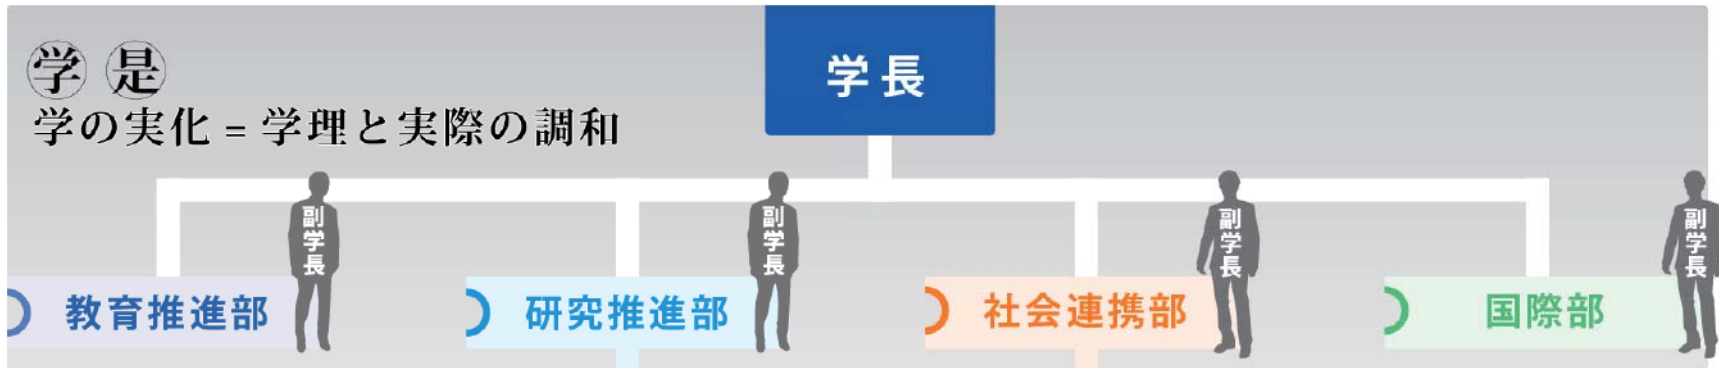 学是
学の実化 = 学理と実際の調和
学長
副学長
副学長
副学長
副学長
教育推進部
研究推進部
社会連携部
国際部